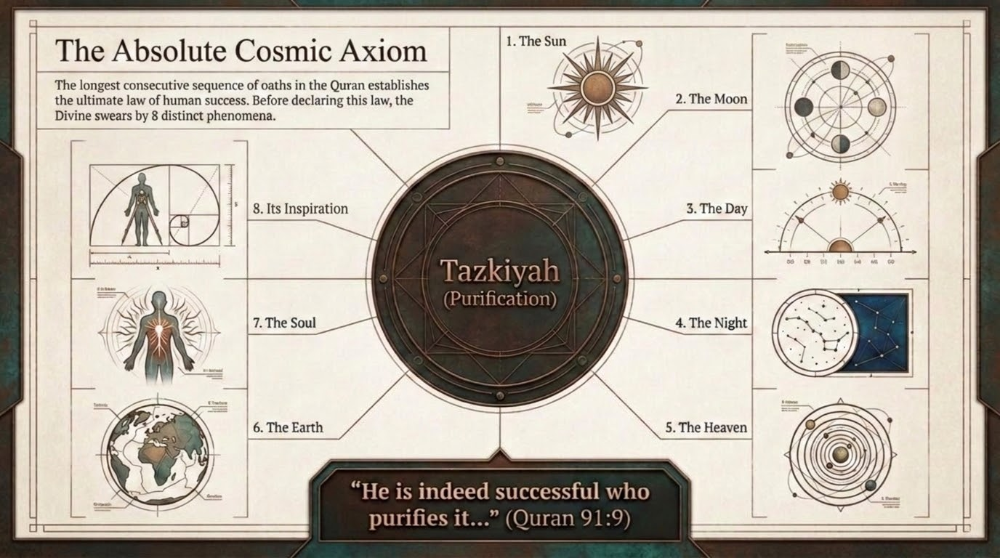 The Absolute Cosmic Axiom
The longest consecutive sequence of oaths in the Quran establishes
the ultimate law of human success. Before declaring this law, the
Divine swears by 8 distinct phenomena.
1. The Sun
2. The Moon
3. The Day
4. The Night
5. The Heaven
6. The Earth
7. The Soul
8. Its Inspiration
Tazkiyah
(Purification)
“He is indeed successful who
purifies it...” (Quran 91:9)